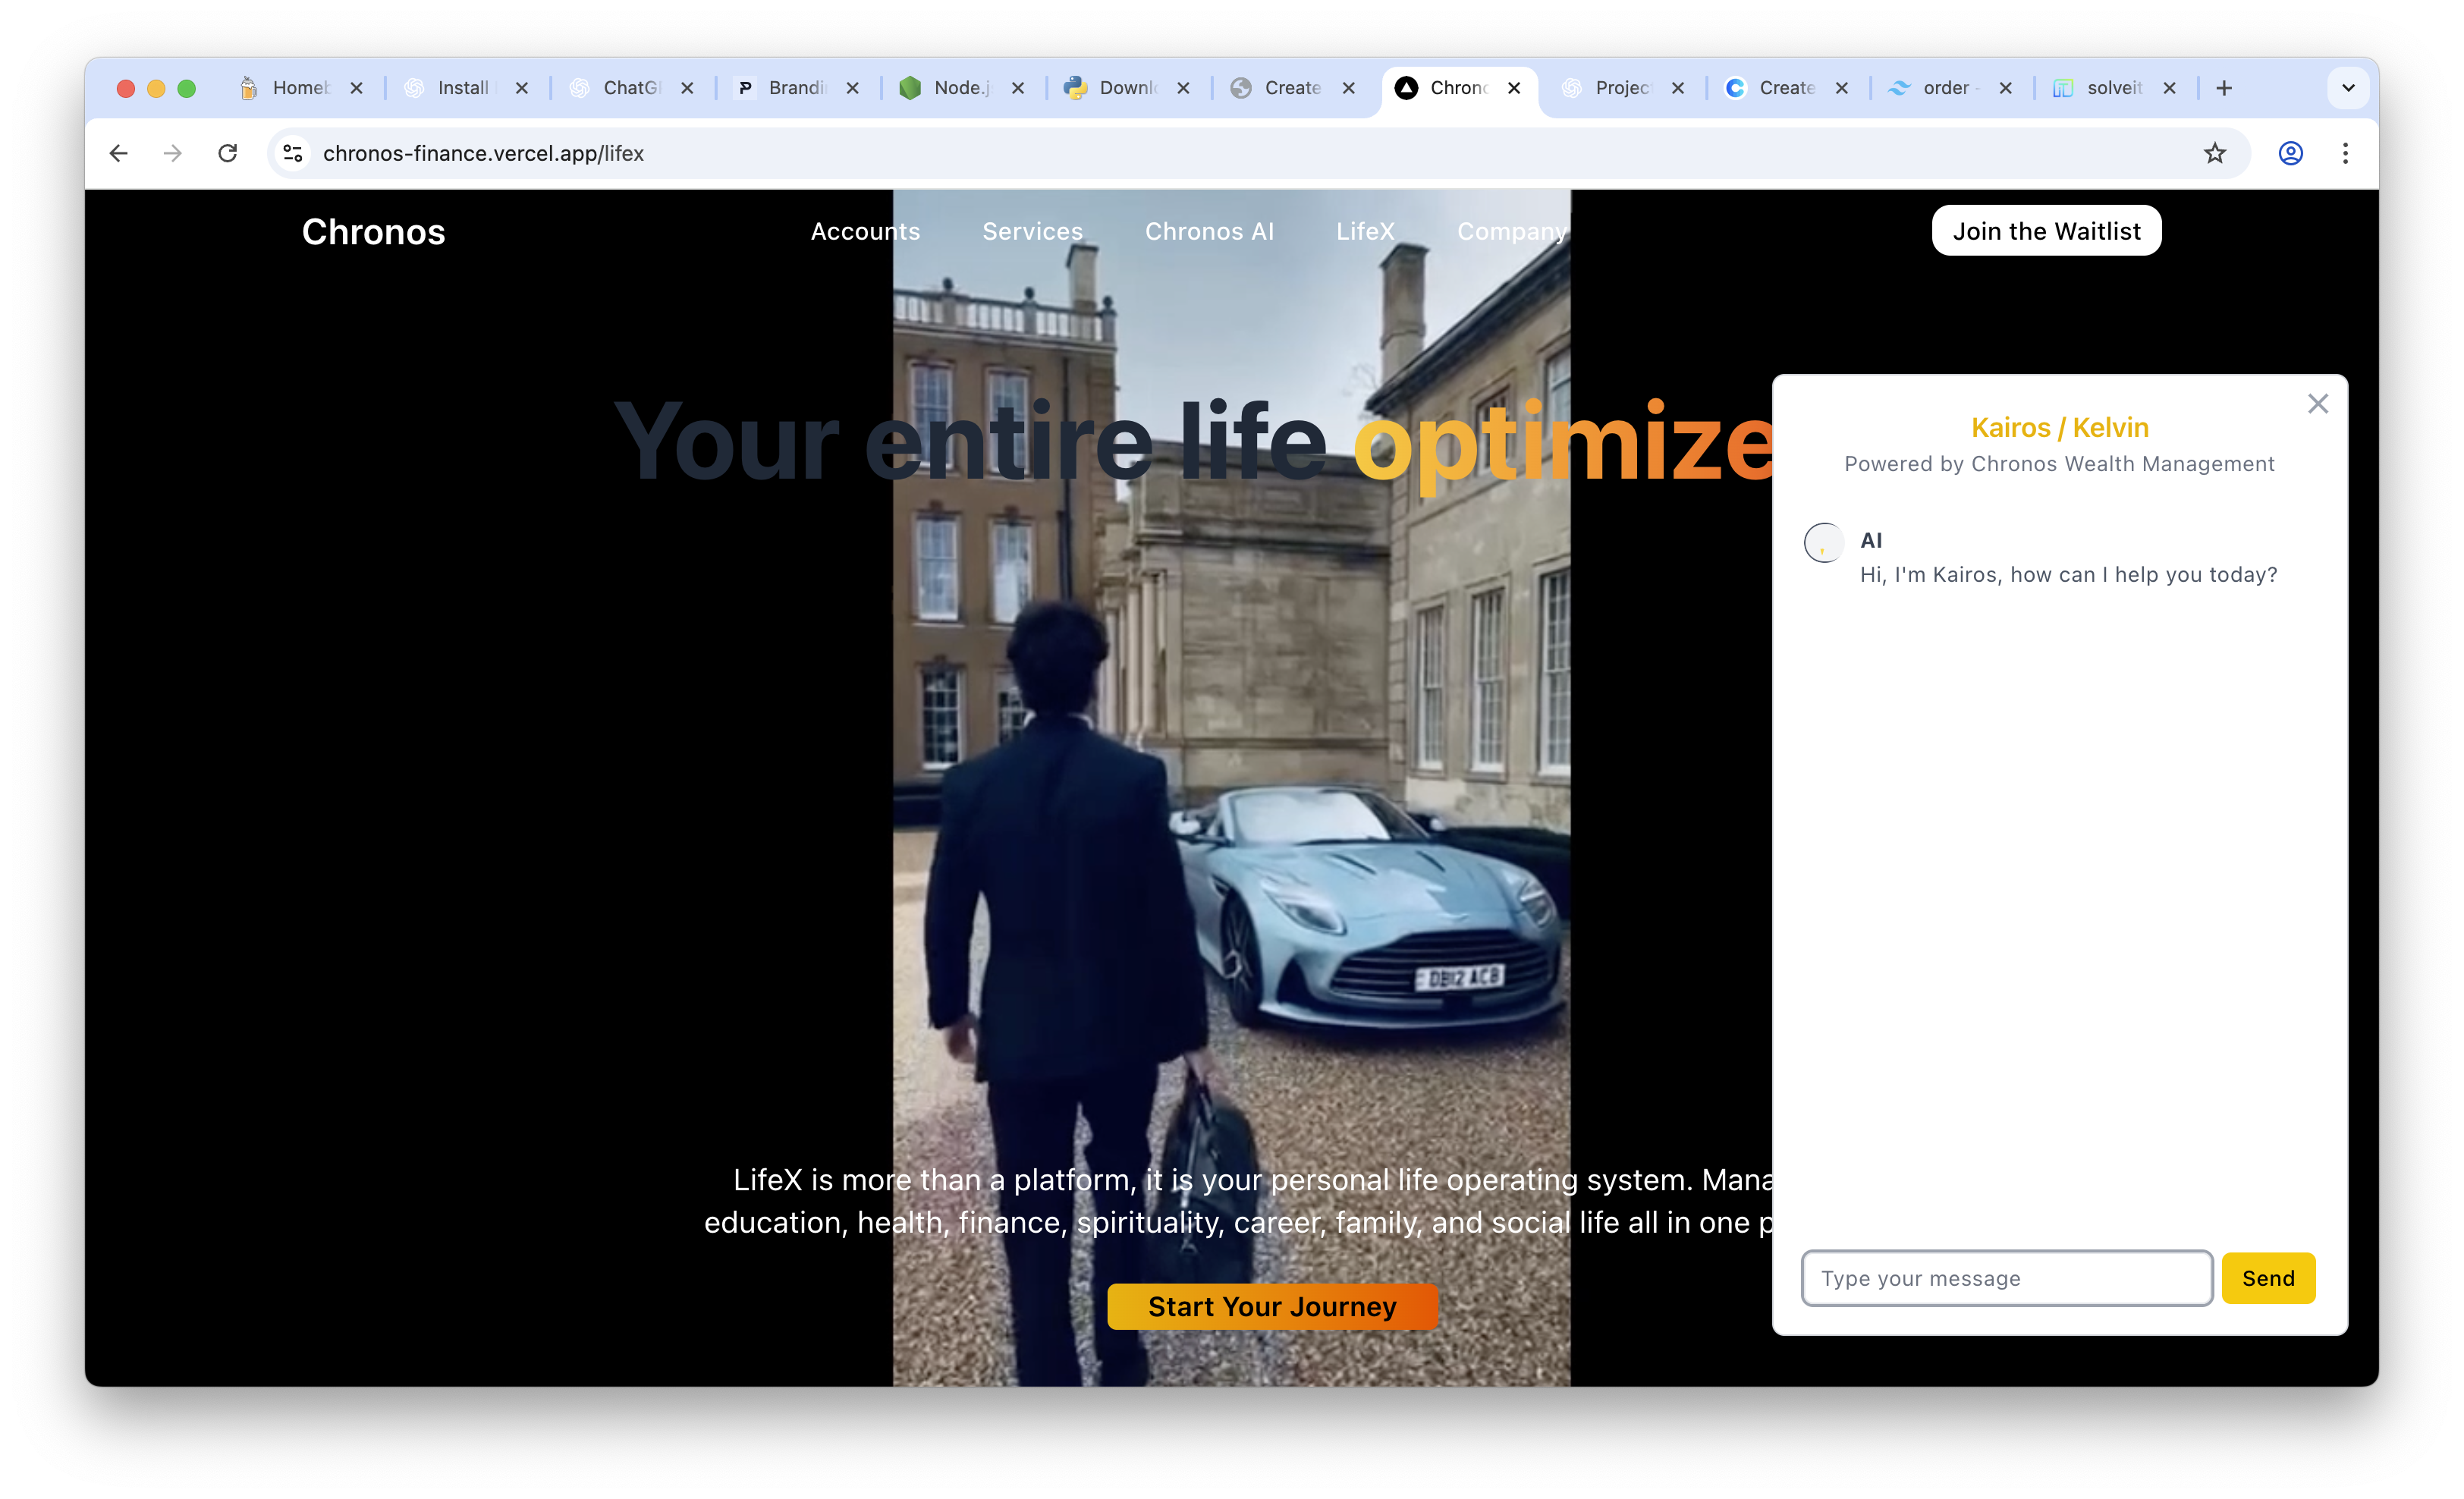 Homeb
Install
ChatG
Brandi
Node.j
Downl
Create
Chron
Projec
Create
order -
solveit
chronos-finance.vercel.app/lifex
Chronos
Accounts
Services
Chronos AI
LifeX
Company
Join the Waitlist
Your entire life optimize
Kairos / Kelvin
Powered by Chronos Wealth Management
AI
Hi, I'm Kairos, how can I help you today?
DB12 ACB
LifeX is more than a platform, it is your personal life operating system. Mana
education, health, finance, spirituality, career, family, and social life all in one p
Start Your Journey
Type your message
Send